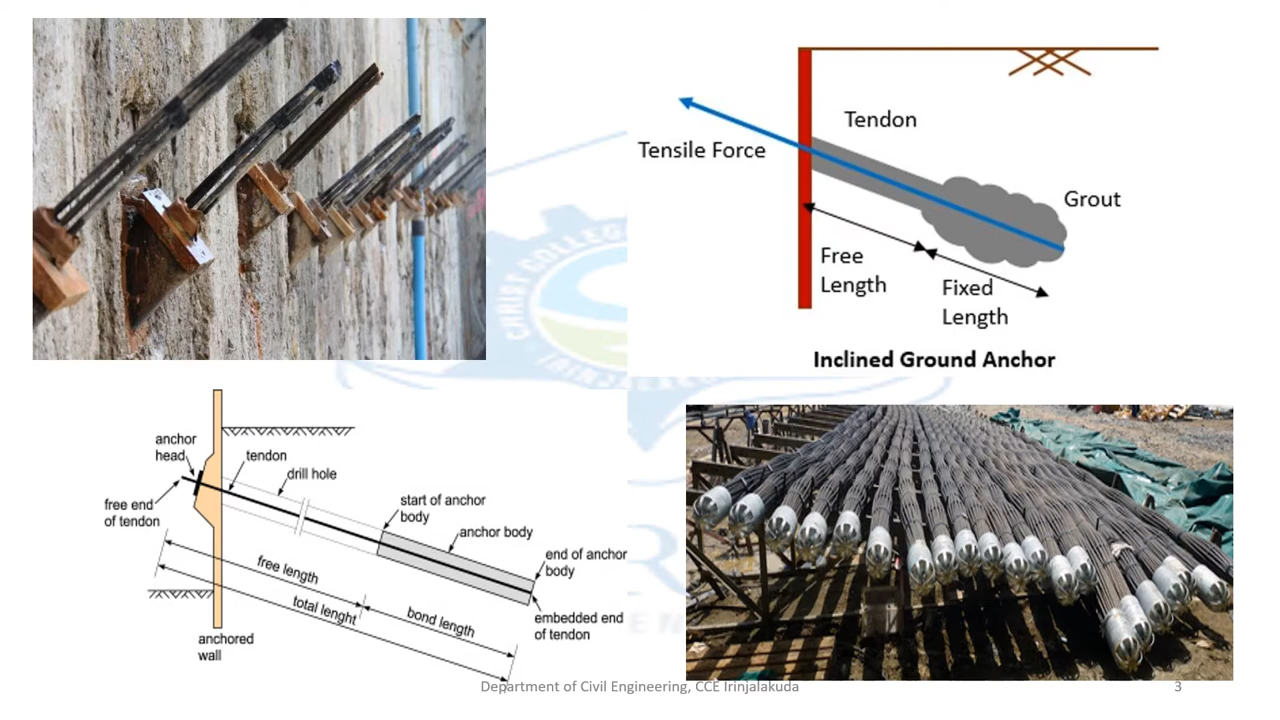 Tendon
Tensile Force
Grout
Free
Length
Fixed
Length
Inclined Ground Anchor
CHRIST COLLEGE
anchor
head
tendon
drill hole
free end
of tendon
start of anchor
body
anchor body
end of anchor
body
free length
total lenght
bond length
embedded end
of tendon
anchored
wall
Department of Civil Engineering, CCE Irinjalakuda
3